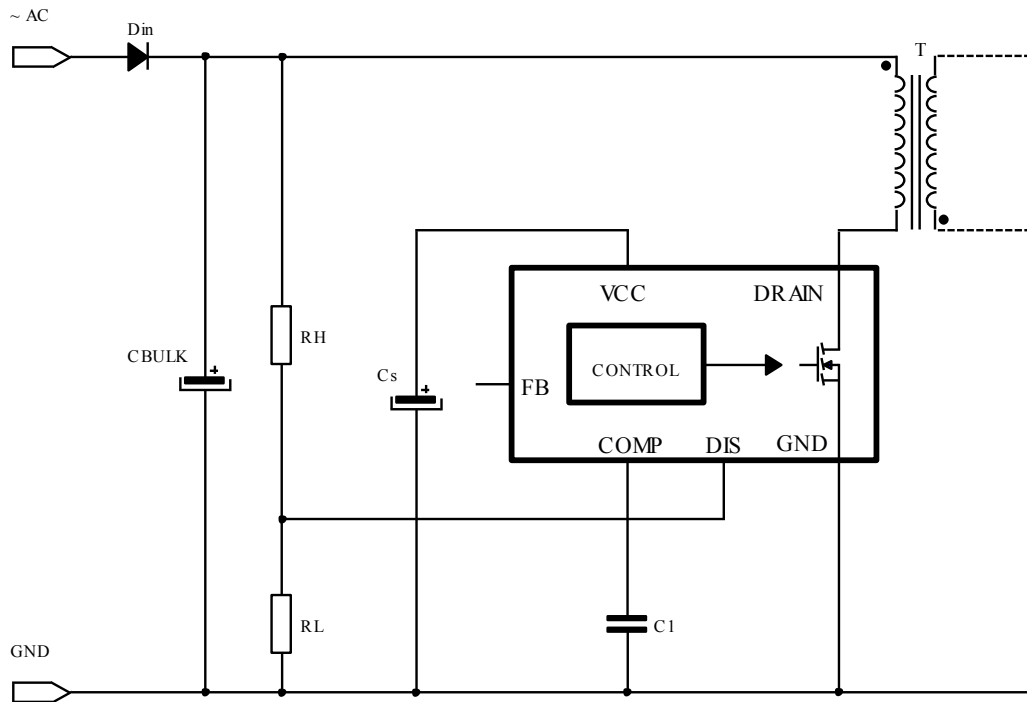 ~ AC
Din
T
VCC
DRAIN
RH
CBULK
Cs
+
+
CONTROL
FB
COMP
DIS
GND
RL
C1
GND